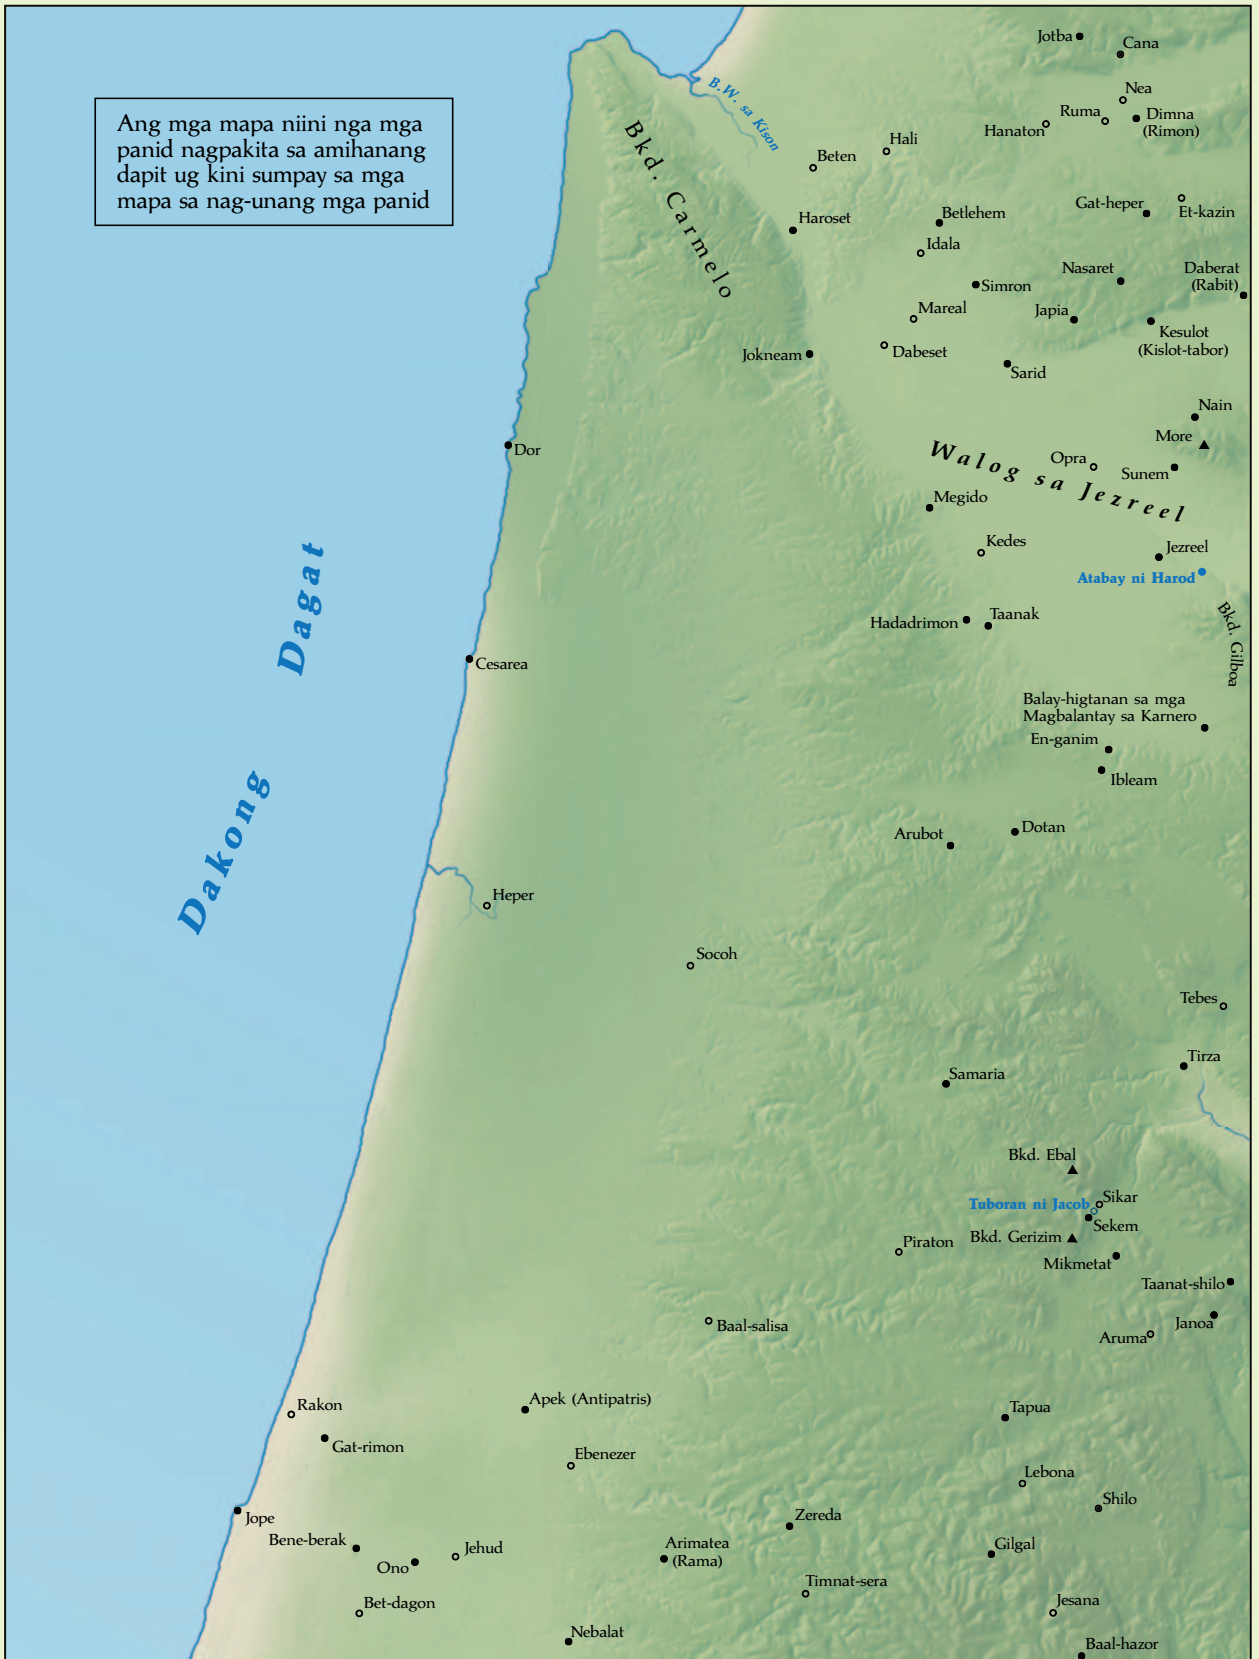 Ang mga mapa niini nga mga
panid nagpakita sa amihanang
dapit ug kini sumpay sa mga
mapa sa nag-unang mga panid
Jotba
Cana
B.W. sa Kison
Nea
Ruma
Dimna
(Rimon)
Hanaton
Bkd. Carmelo
Hali
Beten
Gat-heper
Et-kazin
Haroset
Betlehem
Idala
Nasaret
Daberat
(Rabit)
Simron
Mareal
Japia
Kesulot
(Kislot-tabor)
Jokneam
Dabeset
Sarid
Nain
More
Dor
Walog sa Jezreel
Opra
Sunem
Megido
Kedes
Jezreel
Atabay ni Harod
Dakong Dagat
Bkd. Gilboa
Hadadrimon
Taanak
Cesarea
Balay-higtanan sa mga
Magbalantay sa Karnero
En-ganim
Ibleam
Arubot
Dotan
Heper
Socoh
Tebes
Tirza
Samaria
Bkd. Ebal
Sikar
Tuboran ni Jacob
Sekem
Bkd. Gerizim
Piraton
Mikmetat
Taanat-shilo
Baal-salisa
Janoa
Aruma
Rakon
Apek (Antipatris)
Tapua
Gat-rimon
Ebenezer
Lebona
Shilo
Jope
Zereda
Bene-berak
Jehud
Arimatea
(Rama)
Gilgal
Ono
Timnat-sera
Bet-dagon
Jesana
Nebalat
Baal-hazor